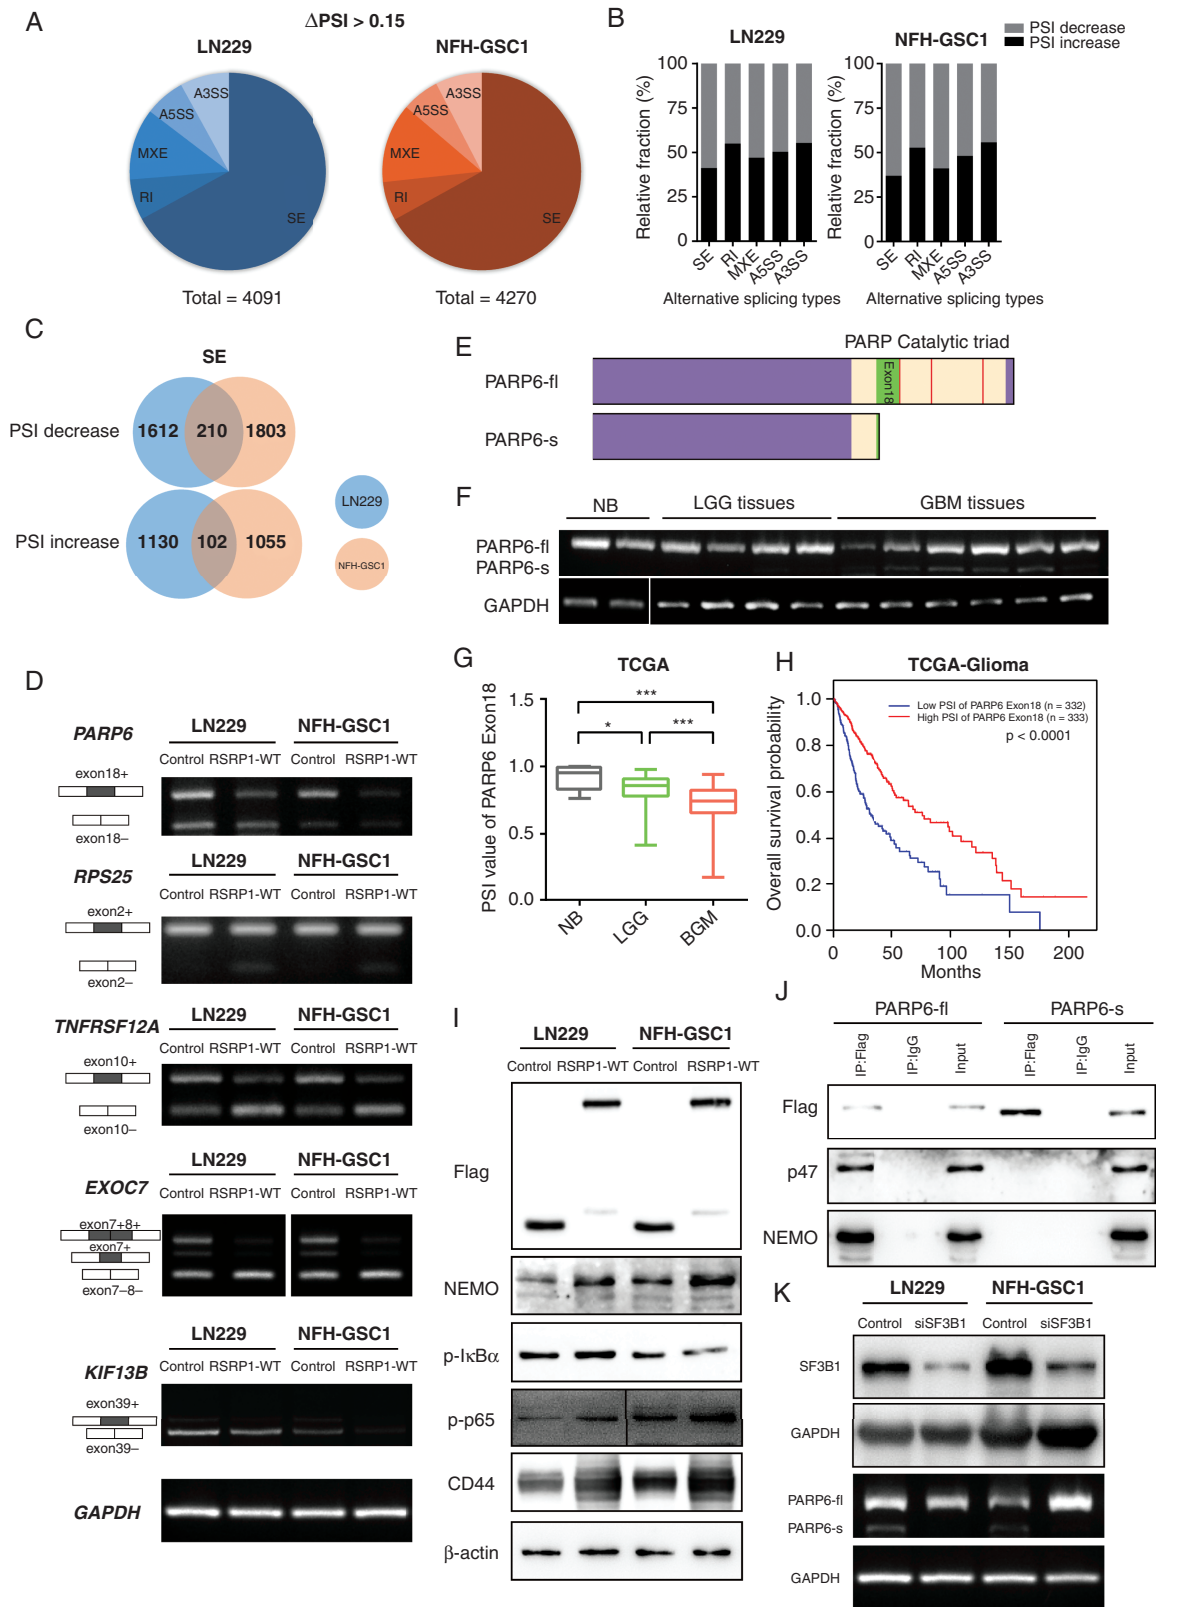 A
ΔPSI > 0.15
LN229
NFH-GSC1
A3SS
A5SS
MXE
RI
SE
A3SS
A5SS
MXE
RI
SE
Total = 4091
Total = 4270
B
PSI decrease
PSI increase
LN229
NFH-GSC1
Relative fraction (%)
100
75
50
25
0
SE
RI
MXE
A5SS
A3SS
Alternative splicing types
Relative fraction (%)
100
75
50
25
0
SE
RI
MXE
A5SS
A3SS
Alternative splicing types
C
SE
PSI decrease
1612
210
1803
PSI increase
1130
102
1055
LN229
NFH-GSC1
D
PARP6
LN229
NFH-GSC1
Control RSRP1-WT Control RSRP1-WT
exon18+
exon18–
RPS25
LN229
NFH-GSC1
Control RSRP1-WT Control RSRP1-WT
exon2+
exon2–
TNFRSF12A
LN229
NFH-GSC1
Control RSRP1-WT Control RSRP1-WT
exon10+
exon10–
EXOC7
LN229
NFH-GSC1
Control RSRP1-WT Control RSRP1-WT
exon7+8+
exon7+
exon7–8–
KIF13B
LN229
NFH-GSC1
Control RSRP1-WT Control RSRP1-WT
exon39+
exon39–
GAPDH
E
PARP Catalytic triad
PARP6-fl
Exon18
PARP6-s
F
NB
LGG tissues
GBM tissues
PARP6-fl
PARP6-s
GAPDH
G
TCGA
PSI value of PARP6 Exon18
1.5
1.0
0.5
0.0
***
*
***
NB
LGG
BGM
H
TCGA-Glioma
Overall survival probability
1.0
0.8
0.6
0.4
0.2
0.0
Low PSI of PARP6 Exon18 (n = 332)
High PSI of PARP6 Exon18 (n = 333)
p < 0.0001
0
50
100
150
200
Months
I
LN229
NFH-GSC1
Control RSRP1-WT Control RSRP1-WT
Flag
NEMO
p-IκBα
p-p65
CD44
β-actin
J
PARP6-fl
PARP6-s
IP:Flag
IP:IgG
Input
IP:Flag
IP:IgG
Input
Flag
p47
NEMO
K
LN229
NFH-GSC1
Control siSF3B1 Control siSF3B1
SF3B1
GAPDH
PARP6-fl
PARP6-s
GAPDH